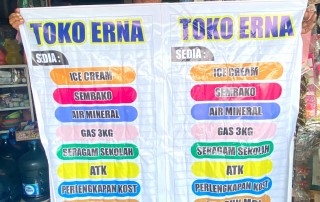 TOKO ERNA
SDIA :
ICE CREAM
SEMBAKO
AIR MINERAL
GAS 3KG
SERAGAM SEKOLAH
ATK
PERLENGKAPAN KOST
TOKO ERNA
SEDIA :
ICE CREAM
SEMBAKO
AIR MINERAL
GAS 3KG
SERAGAM SEKOLAH
ATK
PERLENGKAPAN KOST